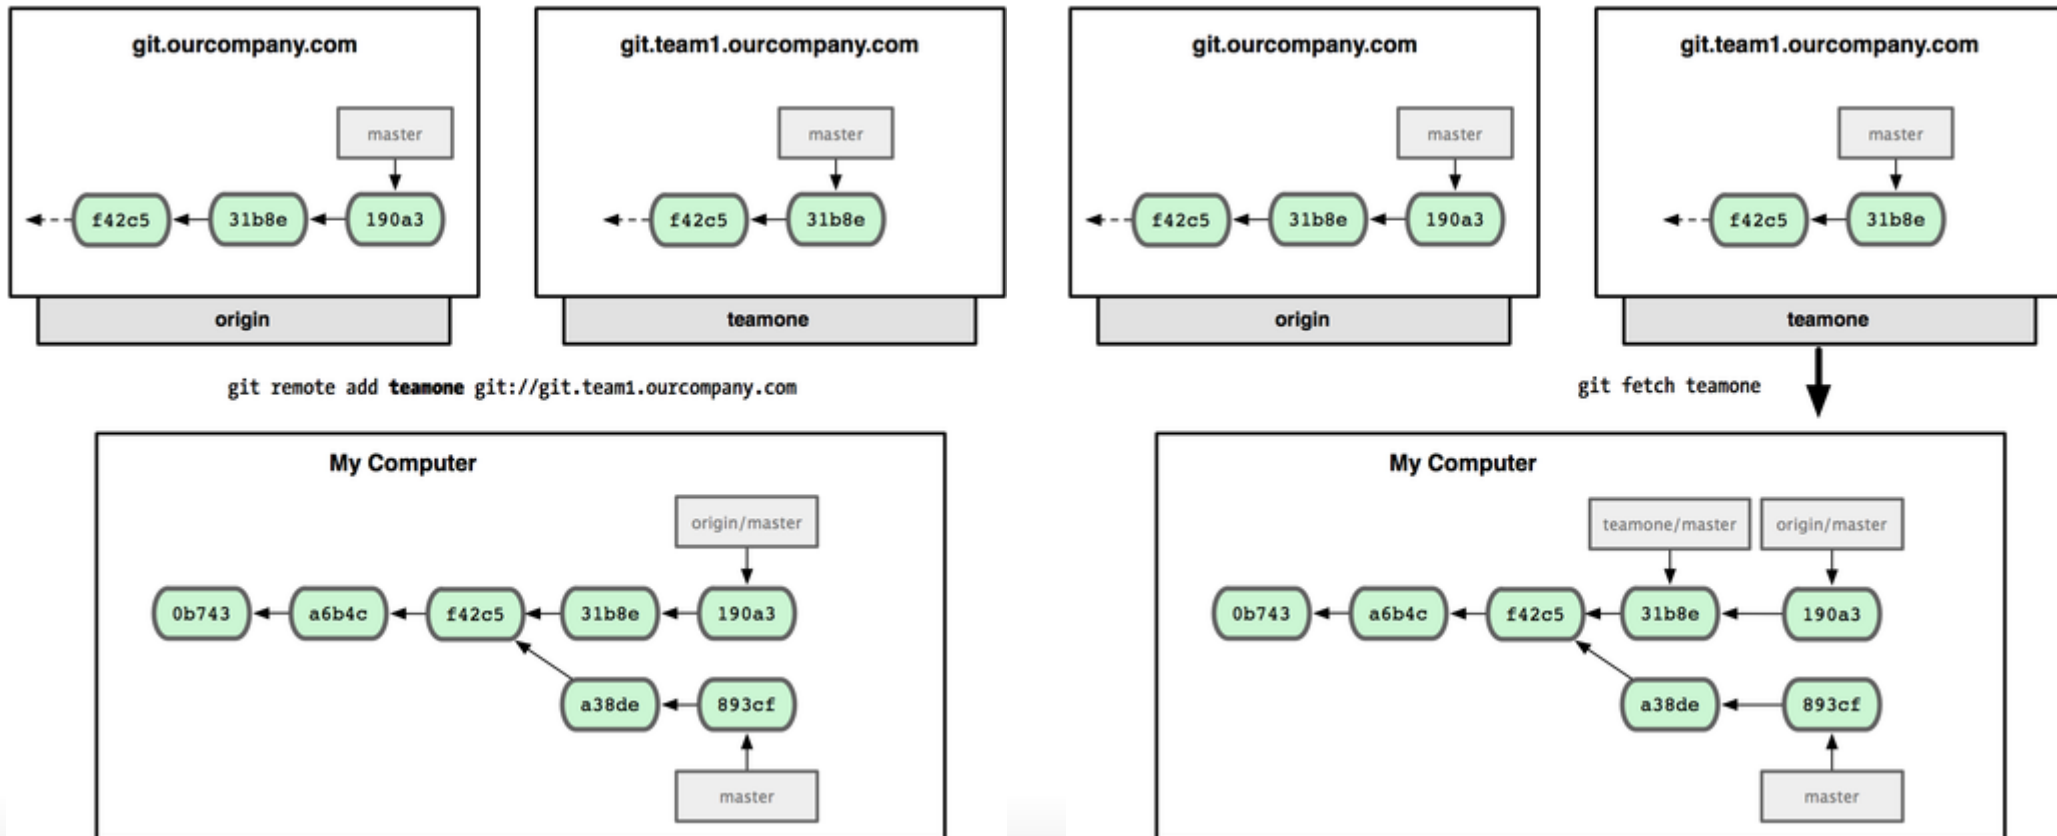 git.ourcompany.com
master
f42c5
31b8e
190a3
origin
git.team1.ourcompany.com
master
f42c5
31b8e
teamone
git remote add teamone git://git.team1.ourcompany.com
My Computer
origin/master
0b743
a6b4c
f42c5
31b8e
190a3
a38de
893cf
master
git.ourcompany.com
master
f42c5
31b8e
190a3
origin
git.team1.ourcompany.com
master
f42c5
31b8e
teamone
git fetch teamone
My Computer
teamone/master
origin/master
0b743
a6b4c
f42c5
31b8e
190a3
a38de
893cf
master